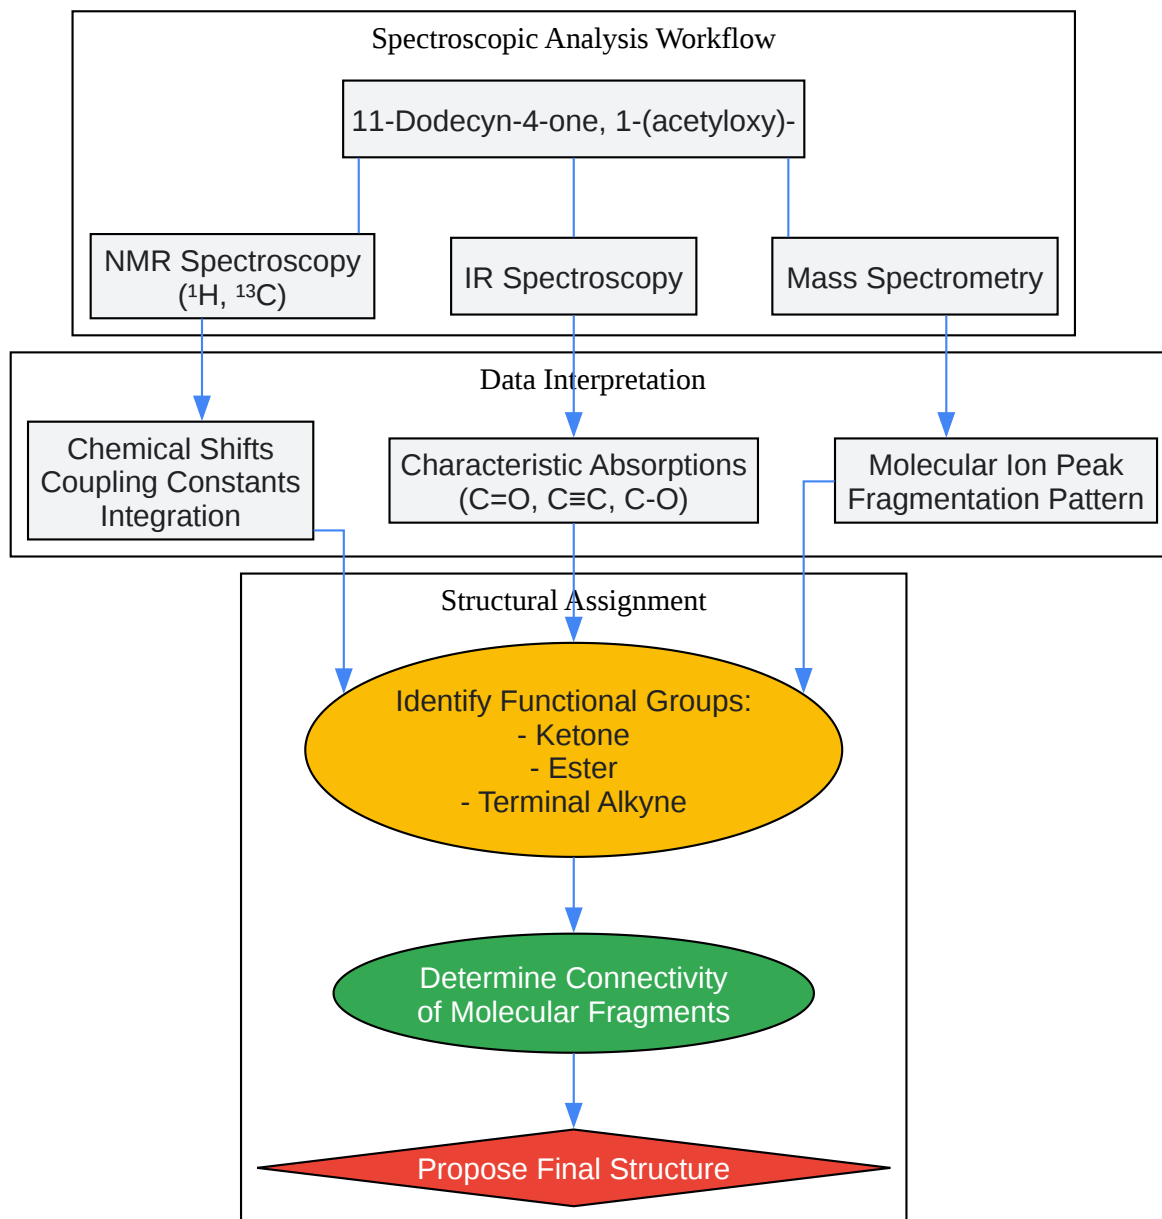 Spectroscopic Analysis Workflow
11-Dodecyn-4-one, 1-(acetyloxy)-
NMR Spectroscopy
(¹H, ¹³C)
IR Spectroscopy
Mass Spectrometry
Data Interpretation
Chemical Shifts
Coupling Constants
Integration
Characteristic Absorptions
(C=O, C≡C, C-O)
Molecular Ion Peak
Fragmentation Pattern
Structural Assignment
Identify Functional Groups:
- Ketone
- Ester
- Terminal Alkyne
Determine Connectivity
of Molecular Fragments
Propose Final Structure